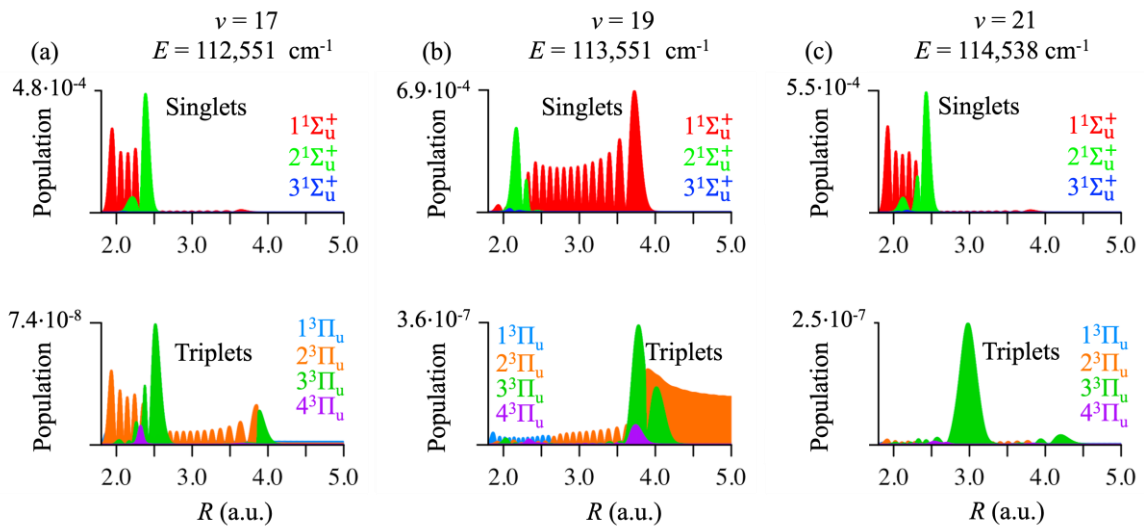 (a)
v = 17
E = 112,551 cm⁻¹
4.8·10⁻⁴
Population
Singlets
1¹Σᵤ⁺
2¹Σᵤ⁺
3¹Σᵤ⁺
2.0 3.0 4.0 5.0
7.4·10⁻⁸
Population
Triplets
1³Πᵤ
2³Πᵤ
3³Πᵤ
4³Πᵤ
2.0 3.0 4.0 5.0
R (a.u.)
(b)
v = 19
E = 113,551 cm⁻¹
6.9·10⁻⁴
Population
Singlets
1¹Σᵤ⁺
2¹Σᵤ⁺
3¹Σᵤ⁺
2.0 3.0 4.0 5.0
3.6·10⁻⁷
Population
1³Πᵤ
2³Πᵤ
3³Πᵤ
4³Πᵤ
Triplets
2.0 3.0 4.0 5.0
R (a.u.)
(c)
v = 21
E = 114,538 cm⁻¹
5.5·10⁻⁴
Population
Singlets
1¹Σᵤ⁺
2¹Σᵤ⁺
3¹Σᵤ⁺
2.0 3.0 4.0 5.0
2.5·10⁻⁷
Population
Triplets
1³Πᵤ
2³Πᵤ
3³Πᵤ
4³Πᵤ
2.0 3.0 4.0 5.0
R (a.u.)